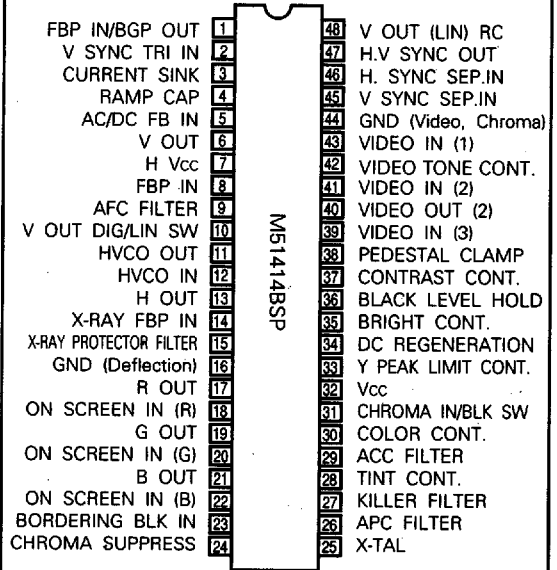 FBP IN/BGP OUT 1
V SYNC TRI IN 2
CURRENT SINK 3
RAMP CAP 4
AC/DC FB IN 5
V OUT 6
H Vcc 7
FBP IN 8
AFC FILTER 9
V OUT DIG/LIN SW 10
HVCO OUT 11
HVCO IN 12
H OUT 13
X-RAY FBP IN 14
X-RAY PROTECTOR FILTER 15
GND (Deflection) 16
R OUT 17
ON SCREEN IN (R) 18
G OUT 19
ON SCREEN IN (G) 20
B OUT 21
ON SCREEN IN (B) 22
BORDERING BLK IN 23
CHROMA SUPPRESS 24
M51414BSP
48 V OUT (LIN) RC
47 H.V SYNC OUT
46 H. SYNC SEP.IN
45 V SYNC SEP.IN
44 GND (Video, Chroma)
43 VIDEO IN (1)
42 VIDEO TONE CONT.
41 VIDEO IN (2)
40 VIDEO OUT (2)
39 VIDEO IN (3)
38 PEDESTAL CLAMP
37 CONTRAST CONT.
36 BLACK LEVEL HOLD
35 BRIGHT CONT.
34 DC REGENERATION
33 Y PEAK LIMIT CONT.
32 Vcc
31 CHROMA IN/BLK SW
30 COLOR CONT.
29 ACC FILTER
28 TINT CONT.
27 KILLER FILTER
26 APC FILTER
25 X-TAL